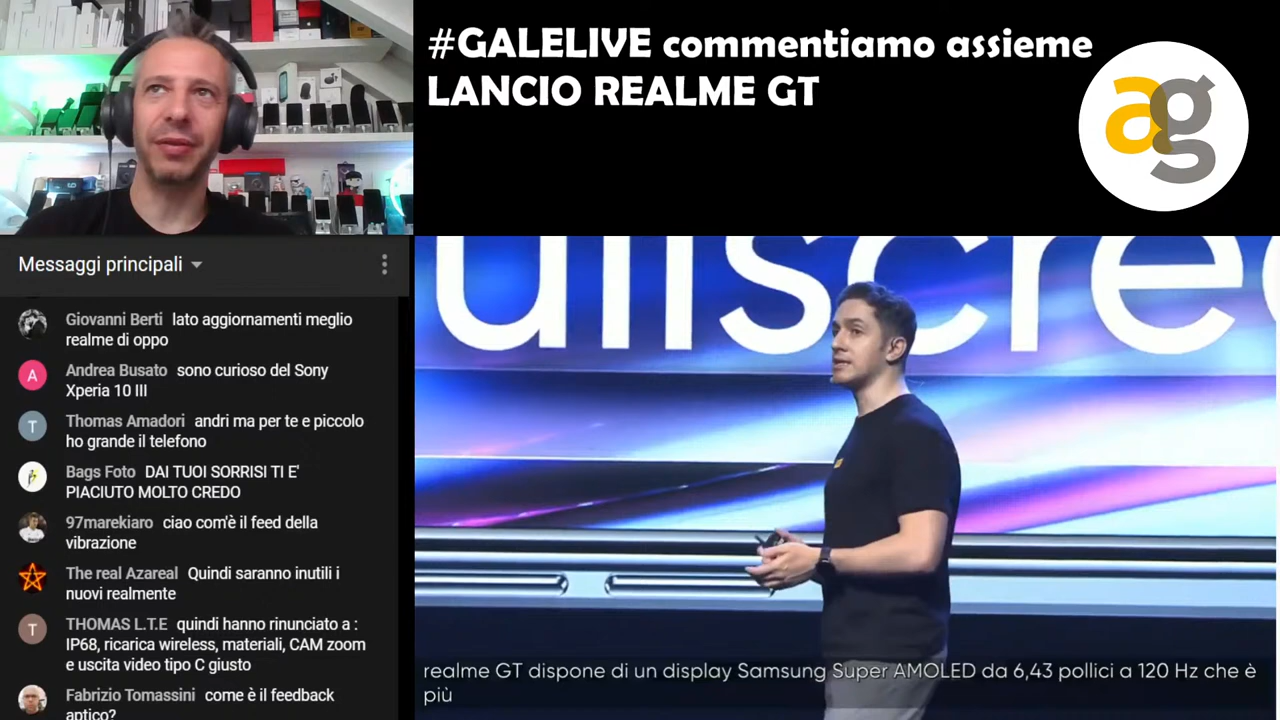 #GALELIVE commentiamo assieme
LANCIO REALME GT
ag
Messaggi principali
Giovanni Berti lato aggiornamenti meglio
realme di oppo
A
Andrea Busato sono curioso del Sony
Xperia 10 III
T
Thomas Amadori andri ma per te e piccolo
ho grande il telefono
Bags Foto DAI TUOI SORRISI TI E'
PIACIUTO MOLTO CREDO
97marekiaro ciao com'è il feed della
vibrazione
The real Azareal Quindi saranno inutili i
nuovi realmente
T
THOMAS L.T.E quindi hanno rinunciato a :
IP68, ricarica wireless, materiali, CAM zoom
e uscita video tipo C giusto
Fabrizio Tomassini come è il feedback
aptico?
ullscre
realme GT dispone di un display Samsung Super AMOLED da 6,43 pollici a 120 Hz che è
più